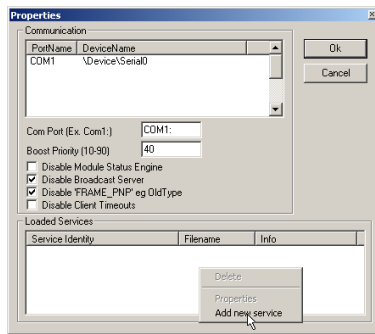 Properties
Communication
PortName DeviceName
COM1 \Device\Serial0
Ok
Cancel
Com Port (Ex. Com1:) COM1:
Boost Priority (10-90) 40
Disable Module Status Engine
Disable Broadcast Server
Disable 'FRAME_PNP' eg OldType
Disable Client Timeouts
Loaded Services
Service Identity Filename Info
Delete
Properties
Add new service